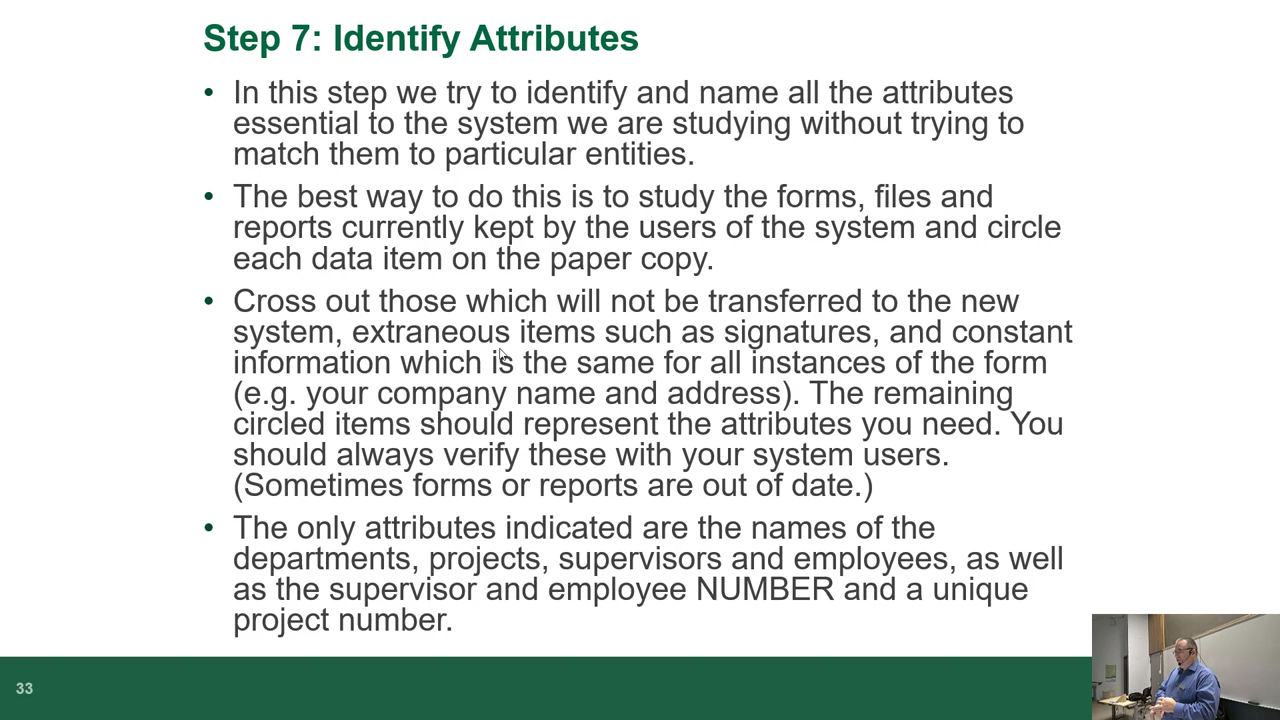 Step 7: Identify Attributes
• In this step we try to identify and name all the attributes
essential to the system we are studying without trying to
match them to particular entities.
• The best way to do this is to study the forms, files and
reports currently kept by the users of the system and circle
each data item on the paper copy.
• Cross out those which will not be transferred to the new
system, extraneous items such as signatures, and constant
information which is the same for all instances of the form
(e.g. your company name and address). The remaining
circled items should represent the attributes you need. You
should always verify these with your system users.
(Sometimes forms or reports are out of date.)
• The only attributes indicated are the names of the
departments, projects, supervisors and employees, as well
as the supervisor and employee NUMBER and a unique
project number.
33